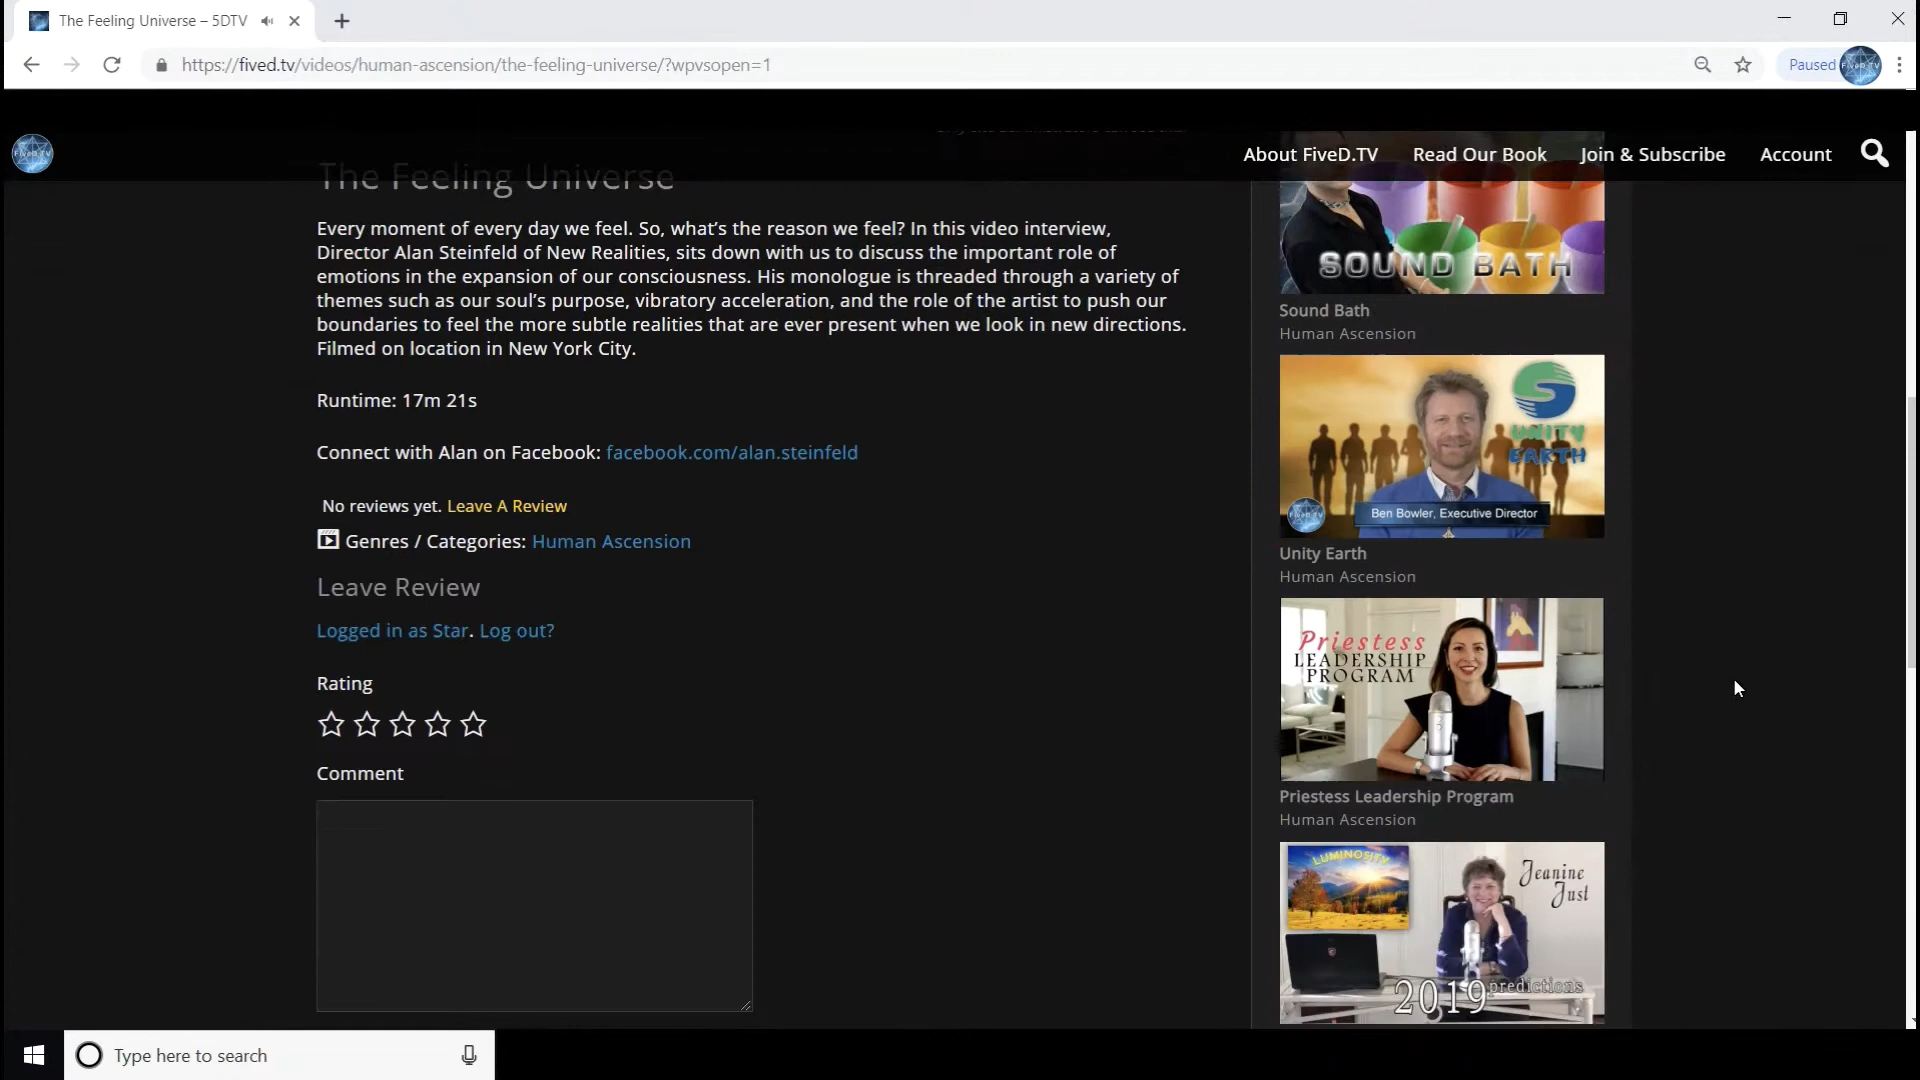 The Feeling Universe – 5DTV
https://fived.tv/videos/human-ascension/the-feeling-universe/?wpvsopen=1
Paused
FiveD.TV
About FiveD.TV
Read Our Book
Join & Subscribe
Account
The Feeling Universe
Every moment of every day we feel. So, what's the reason we feel? In this video interview,
Director Alan Steinfeld of New Realities, sits down with us to discuss the important role of
emotions in the expansion of our consciousness. His monologue is threaded through a variety of
themes such as our soul's purpose, vibratory acceleration, and the role of the artist to push our
boundaries to feel the more subtle realities that are ever present when we look in new directions.
Filmed on location in New York City.
Runtime: 17m 21s
Connect with Alan on Facebook: facebook.com/alan.steinfeld
No reviews yet. Leave A Review
Genres / Categories: Human Ascension
Leave Review
Logged in as Star. Log out?
Rating
Comment
SOUND BATH
Sound Bath
Human Ascension
UNITY
EARTH
FiveD.TV
Ben Bowler, Executive Director
Unity Earth
Human Ascension
Priestess
LEADERSHIP
PROGRAM
Priestess Leadership Program
Human Ascension
LUMINOSITY
Jeanine
Just
2019 predictions
Type here to search